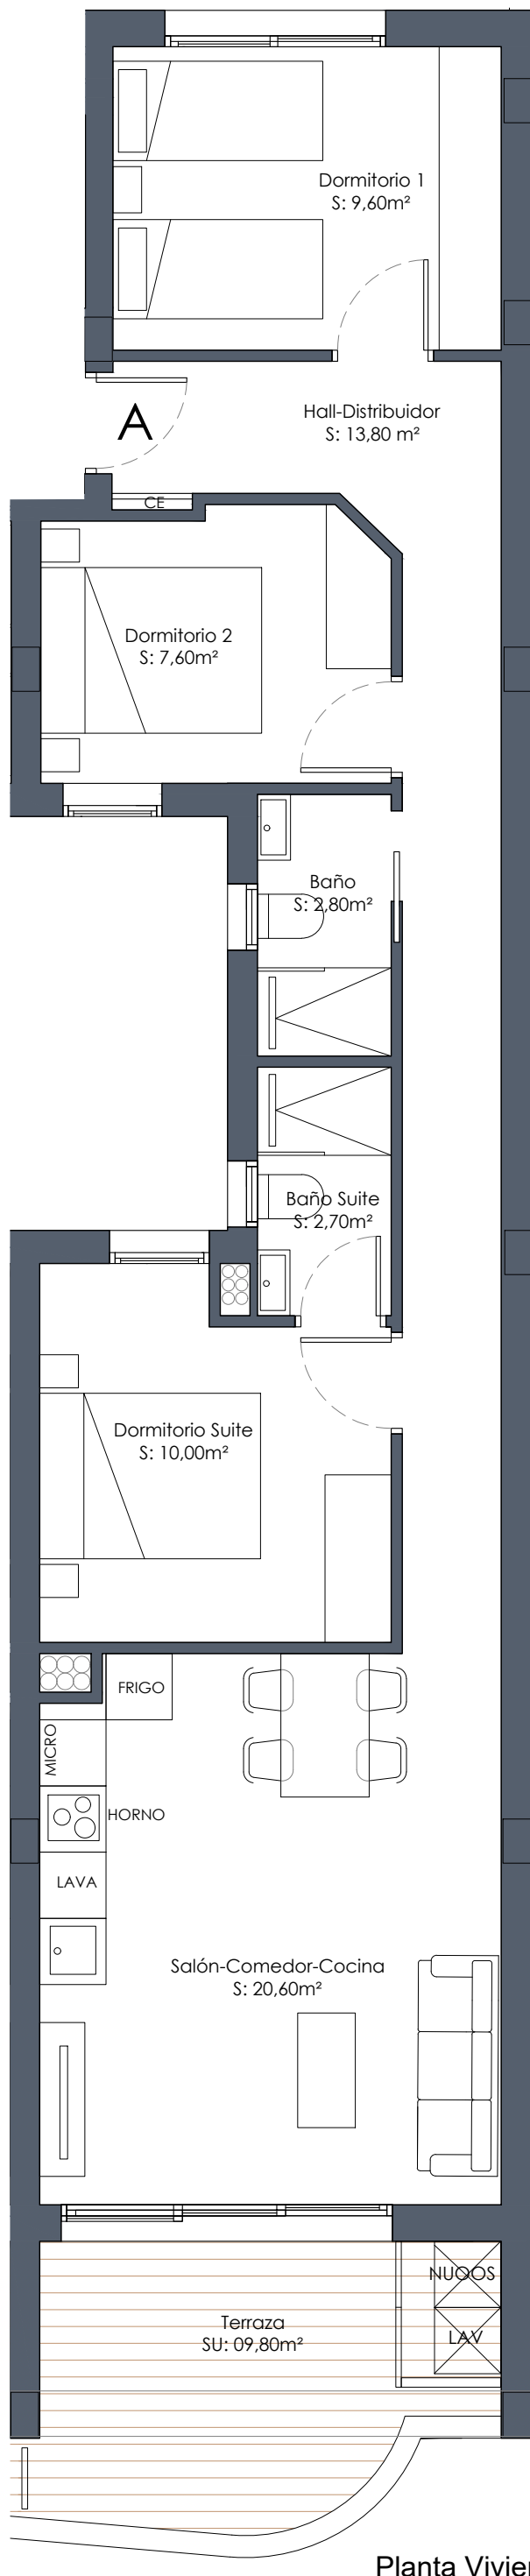 Dormitorio 1
S: 9,60m²
Hall-Distribuidor
S: 13,80 m²
A
CE
Dormitorio 2
S: 7,60m²
Baño
S: 2,80m²
Baño Suite
S: 2,70m²
Dormitorio Suite
S: 10,00m²
FRIGO
MICRO
HORNO
LAVA
Salón-Comedor-Cocina
S: 20,60m²
NUOOS
Terraza
SU: 09,80m²
LAV
Planta Vivier